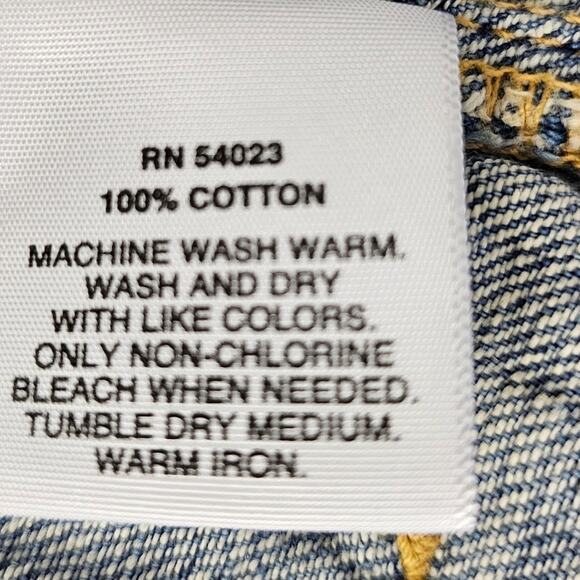 RN 54023
100% COTTON
MACHINE WASH WARM.
WASH AND DRY
WITH LIKE COLORS.
ONLY NON-CHLORINE
BLEACH WHEN NEEDED.
TUMBLE DRY MEDIUM.
WARM IRON.